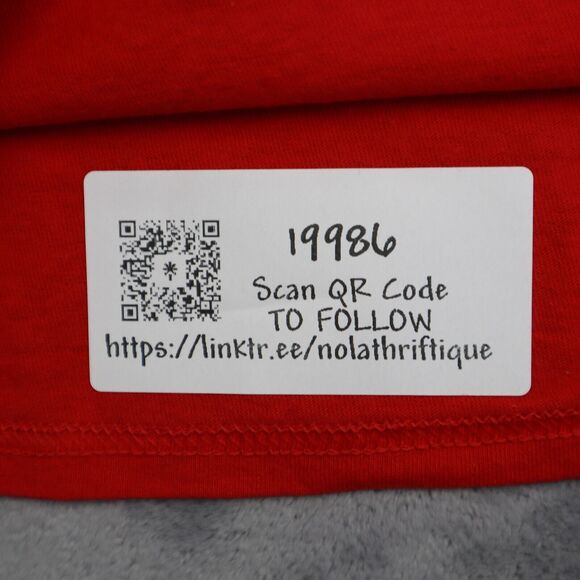 19986
Scan QR Code
TO FOLLOW
https://linktr.ee/nolathriftique